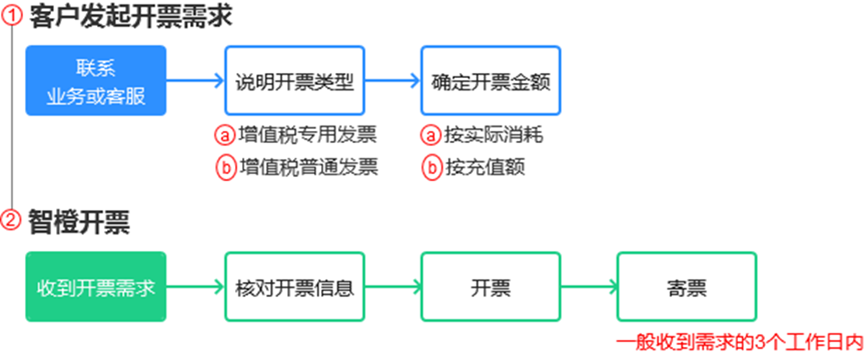 ① 客户发起开票需求
联系
业务或客服
说明开票类型
确定开票金额
ⓐ 增值税专用发票
ⓐ 按实际消耗
ⓑ 增值税普通发票
ⓑ 按充值额
② 智橙开票
收到开票需求
核对开票信息
开票
寄票
一般收到需求的3个工作日内